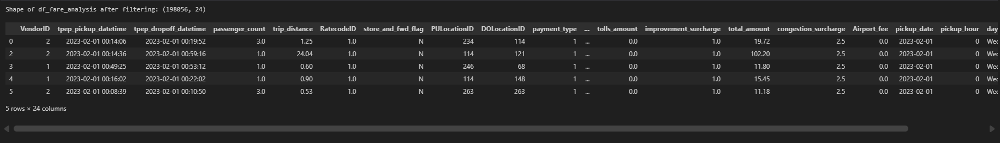 Shape of df_fare_analysis after filtering: (198056, 24)
VendorID tpep_pickup_datetime tpep_dropoff_datetime passenger_count trip_distance RatecodeID store_and_fwd_flag PULocationID DOLocationID payment_type ... tolls_amount improvement_surcharge total_amount congestion_surcharge Airport_fee pickup_date pickup_hour day
0 2 2023-02-01 00:14:06 2023-02-01 00:19:52 3.0 1.25 1.0 N 234 114 1 ... 0.0 1.0 19.72 2.5 0.0 2023-02-01 0 Wed
2 2 2023-02-01 00:14:36 2023-02-01 00:59:16 1.0 24.04 1.0 N 114 121 1 ... 0.0 1.0 102.20 2.5 0.0 2023-02-01 0 Wed
3 1 2023-02-01 00:49:25 2023-02-01 00:53:12 1.0 0.60 1.0 N 246 68 1 ... 0.0 1.0 11.80 2.5 0.0 2023-02-01 0 Wed
4 1 2023-02-01 00:16:02 2023-02-01 00:22:02 1.0 0.90 1.0 N 114 148 1 ... 0.0 1.0 15.45 2.5 0.0 2023-02-01 0 Wed
5 2 2023-02-01 00:08:39 2023-02-01 00:10:50 3.0 0.53 1.0 N 263 263 1 ... 0.0 1.0 11.18 2.5 0.0 2023-02-01 0 Wed
5 rows × 24 columns